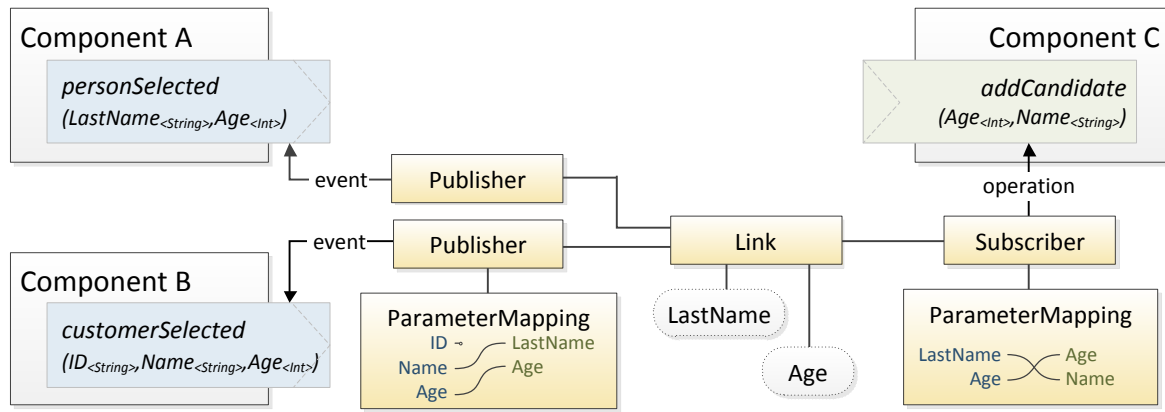 Component A
personSelected
(LastName<String>,Age<Int>)
Component C
addCandidate
(Age<Int>,Name<String>)
event
Publisher
operation
event
Publisher
Link
Subscriber
Component B
customerSelected
(ID<String>,Name<String>,Age<Int>)
ParameterMapping
ID LastName
Name Age
Age
LastName
Age
ParameterMapping
LastName Age
Age Name